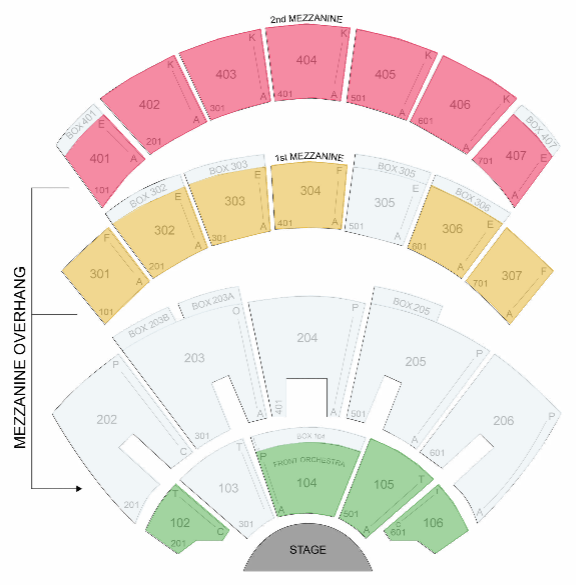 2nd MEZZANINE
K
404
401
K
403
301
A
K
405
501
A
K
402
201
A
K
406
601
A
BOX 401
E
401
101
A
BOX 407
E
407
701
A
1st MEZZANINE
F
304
401
A
BOX 303
E
303
301
A
BOX 305
E
305
501
A
BOX 302
E
302
201
A
BOX 306
E
306
601
A
F
301
101
A
F
307
701
A
MEZZANINE OVERHANG
BOX 203B
BOX 203A
O
203
301
A
P
204
401
A
BOX 205
P
205
501
A
P
202
201
C
P
206
601
A
T
103
301
BOX 104
P
FRONT ORCHESTRA
104
A
T
105
501
A
T
102
201
C
T
106
601
C
STAGE